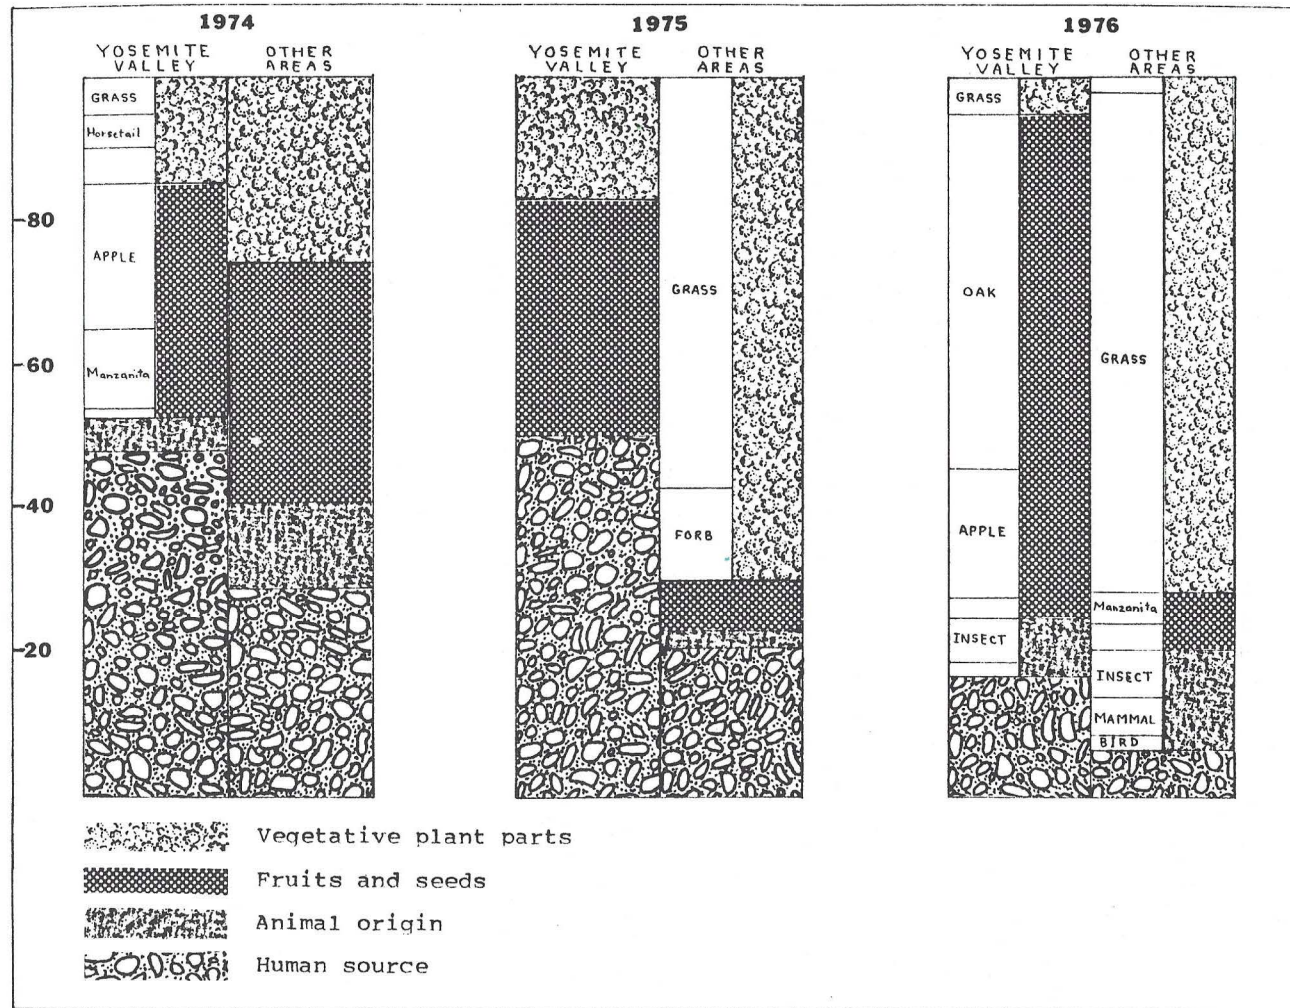 1974
1975
1976
YOSEMITE VALLEY
OTHER AREAS
YOSEMITE VALLEY
OTHER AREAS
YOSEMITE VALLEY
OTHER AREAS
-80
-60
-40
-20
GRASS
Horsetail
APPLE
Manzanita
GRASS
FORB
GRASS
OAK
APPLE
INSECT
GRASS
Manzanita
INSECT
MAMMAL
BIRD
Vegetative plant parts
Fruits and seeds
Animal origin
Human source